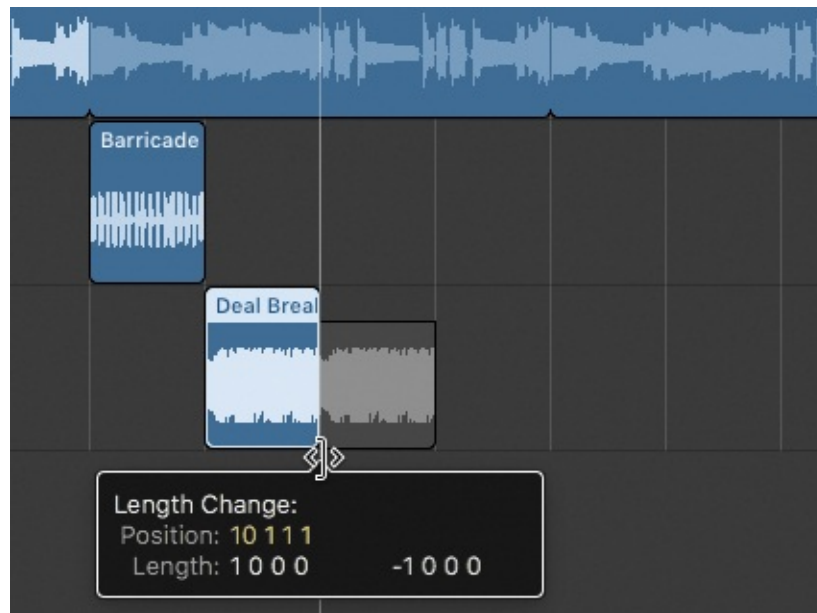 Barricade
Deal Breal
Length Change:
Position: 10 1 1 1
Length: 1 0 0 0 -1 0 0 0